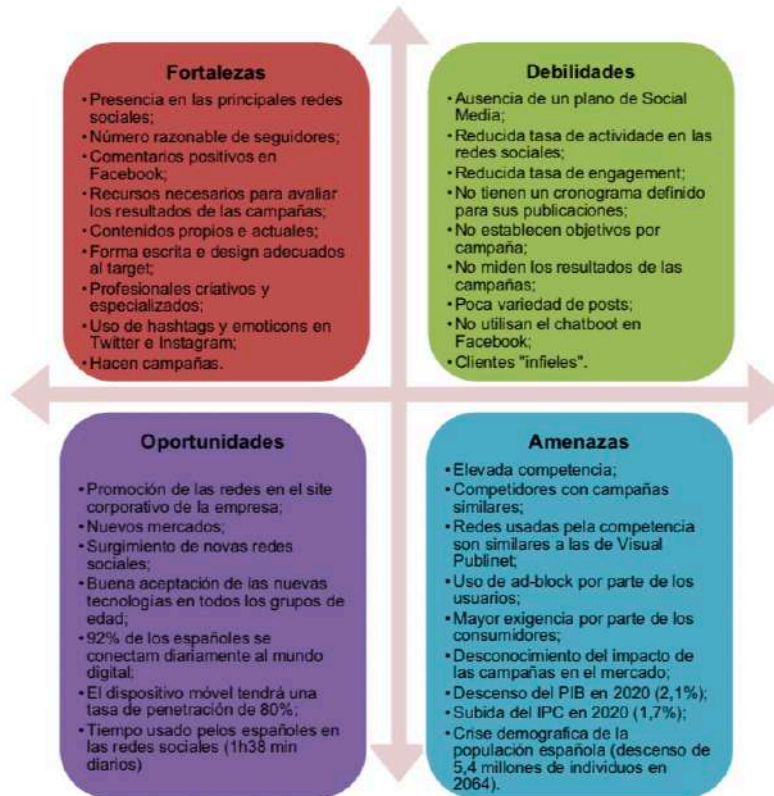 Fortalezas
• Presencia en las principales redes
sociales;
• Número razonable de seguidores;
• Comentarios positivos en
Facebook;
• Recursos necesarios para avaliar
los resultados de las campañas;
• Contenidos propios e actuales;
• Forma escrita e design adecuados
al target;
• Profesionales criativos y
especializados;
• Uso de hashtags y emoticons en
Twitter e Instagram;
• Hacen campañas.
Debilidades
• Ausencia de un plano de Social
Media;
• Reducida tasa de actividade en las
redes sociales;
• Reducida tasa de engagement;
• No tienen un cronograma definido
para sus publicaciones;
• No establecen objetivos por
campaña;
• No miden los resultados de las
campañas;
• Poca variedad de posts;
• No utilisan el chatboot en
Facebook;
• Clientes "infieles".
Oportunidades
• Promoción de las redes en el site
corporativo de la empresa;
• Nuevos mercados;
• Surgimiento de novas redes
sociales;
• Buena aceptación de las nuevas
tecnologías en todos los grupos de
edad;
• 92% de los españoles se
conectam diariamente al mundo
digital;
• El dispositivo móvel tendrá una
tasa de penetración de 80%;
• Tiempo usado pelos españoles en
las redes sociales (1h38 min
diarios)
Amenazas
• Elevada competencia;
• Competidores con campañas
similares;
• Redes usadas pela competencia
son similares a las de Visual
Publinet;
• Uso de ad-block por parte de los
usuarios;
• Mayor exigencia por parte de los
consumidores;
• Desconocimiento del impacto de
las campañas en el mercado;
• Descenso del PIB en 2020 (2,1%);
• Subida del IPC en 2020 (1,7%);
• Crise demografica de la
población española (descenso de
5,4 millones de individuos en
2064).